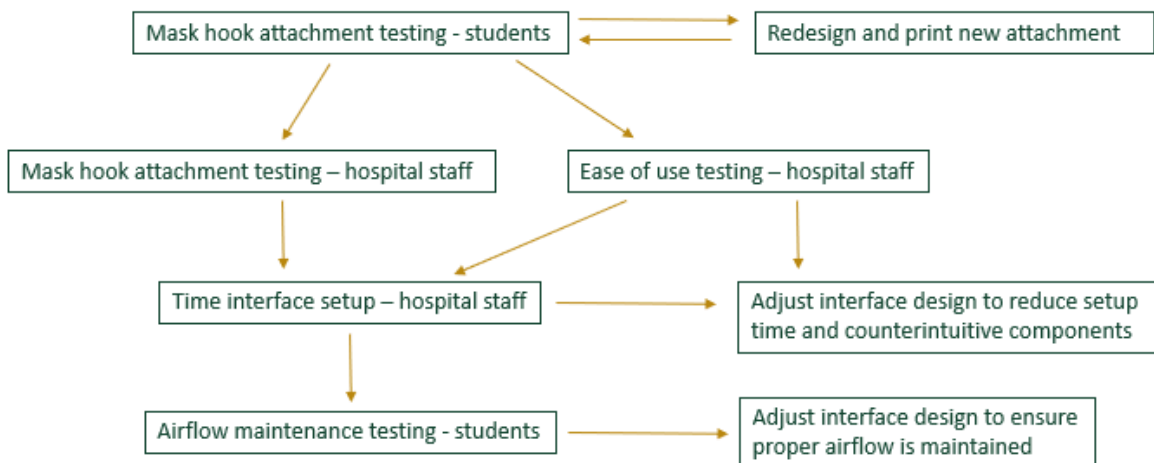 Mask hook attachment testing - students
Redesign and print new attachment
Mask hook attachment testing – hospital staff
Ease of use testing – hospital staff
Time interface setup – hospital staff
Adjust interface design to reduce setup
time and counterintuitive components
Airflow maintenance testing - students
Adjust interface design to ensure
proper airflow is maintained